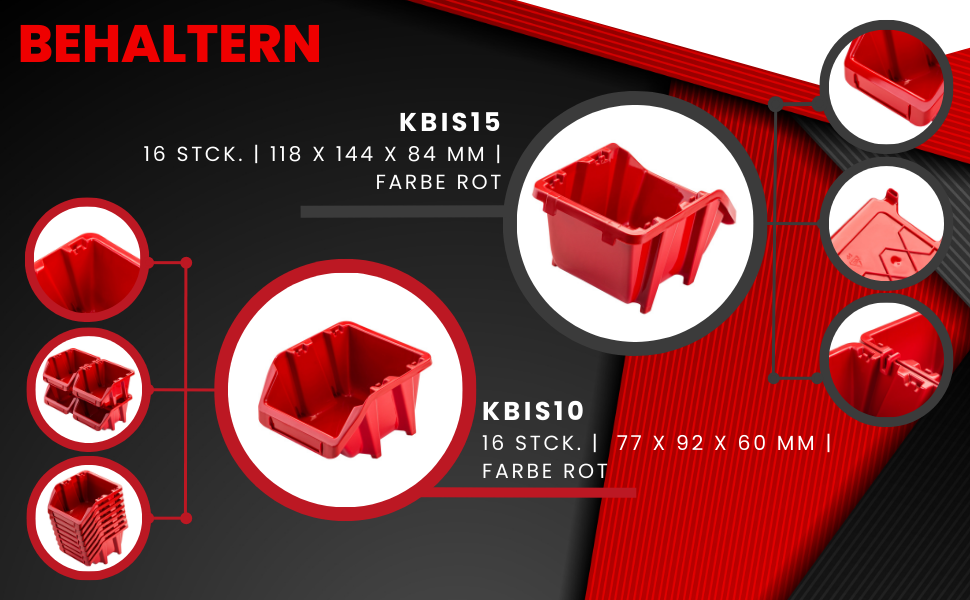 BEHALTERN
KBIS15
16 STCK. | 118 X 144 X 84 MM |
FARBE ROT
KBIS10
16 STCK. | 77 X 92 X 60 MM |
FARBE ROT